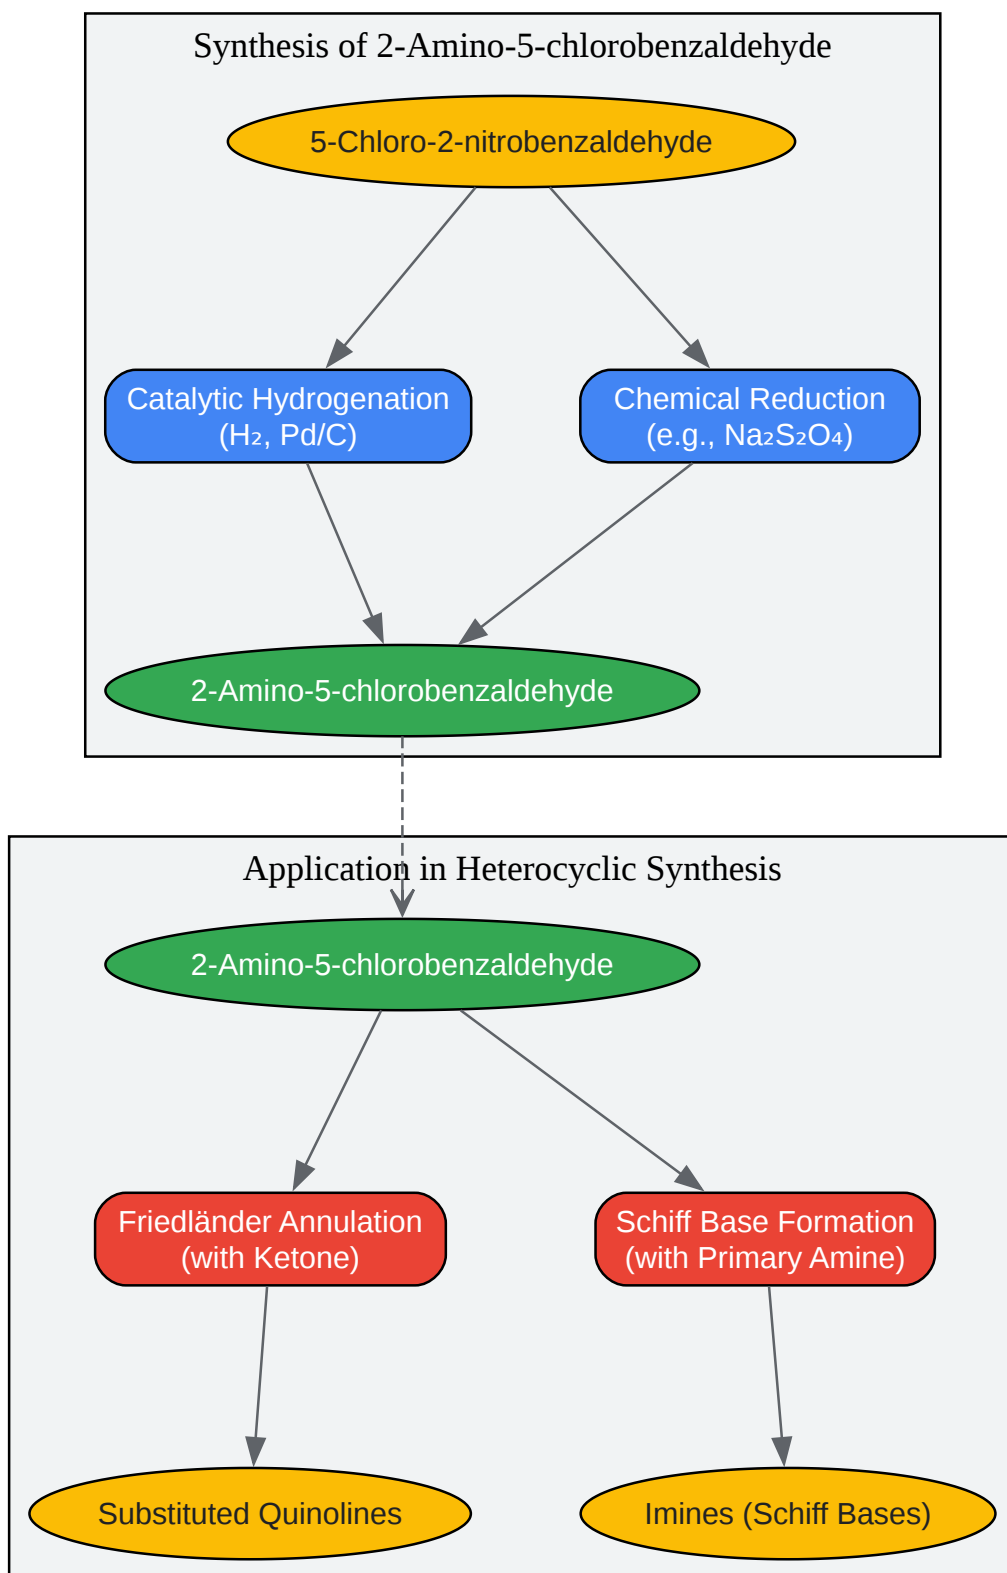 Synthesis of 2-Amino-5-chlorobenzaldehyde
5-Chloro-2-nitrobenzaldehyde
Catalytic Hydrogenation
(H₂, Pd/C)
Chemical Reduction
(e.g., Na₂S₂O₄)
2-Amino-5-chlorobenzaldehyde
Application in Heterocyclic Synthesis
2-Amino-5-chlorobenzaldehyde
Friedländer Annulation
(with Ketone)
Schiff Base Formation
(with Primary Amine)
Substituted Quinolines
Imines (Schiff Bases)